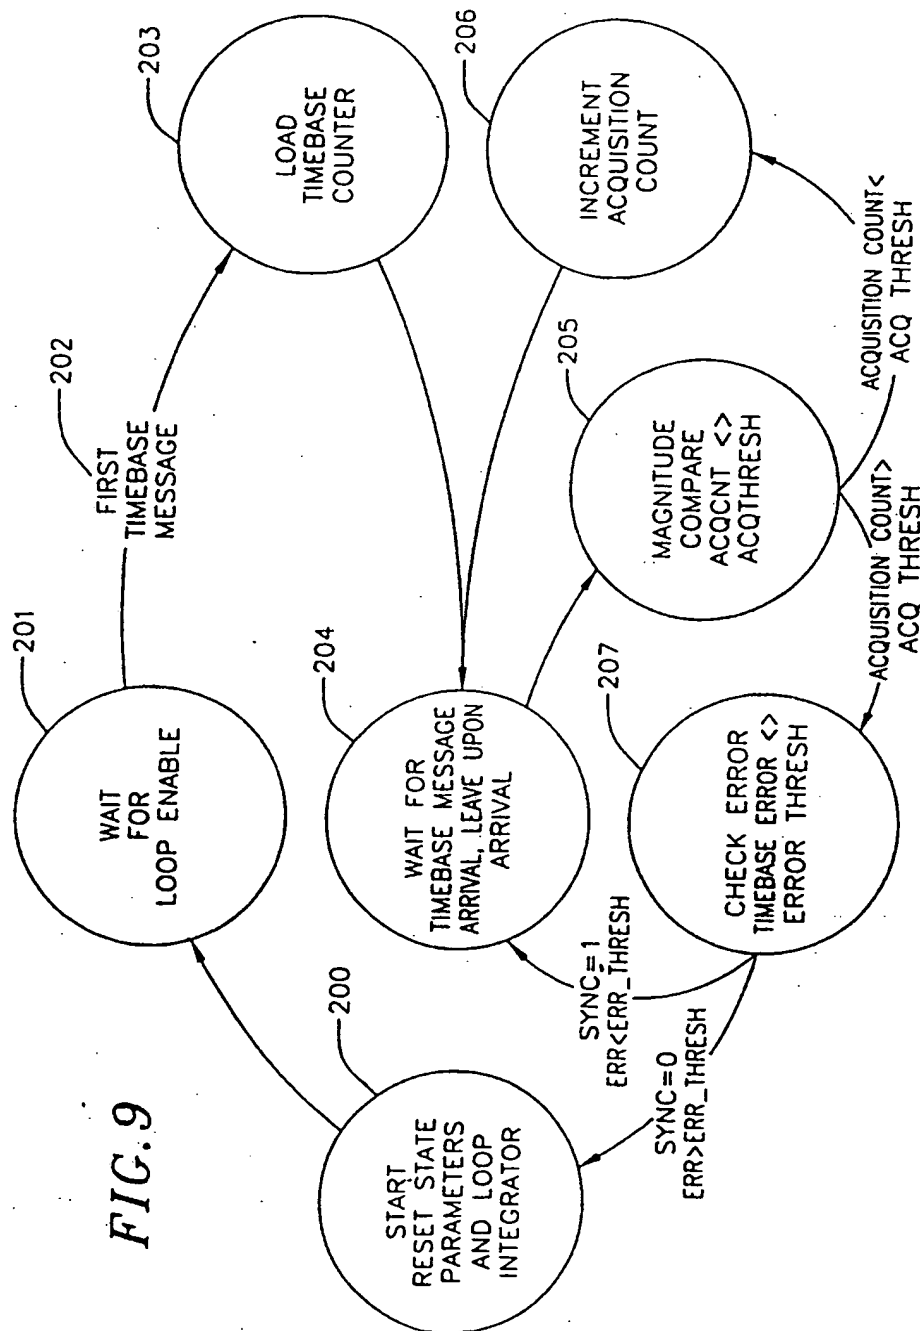 FIG.9
START
RESET STATE
PARAMETERS
AND LOOP
INTEGRATOR
200
WAIT
FOR
LOOP ENABLE
201
FIRST
TIMEBASE
MESSAGE
202
LOAD
TIMEBASE
COUNTER
203
WAIT FOR
TIMEBASE MESSAGE
ARRIVAL, LEAVE UPON
ARRIVAL
204
MAGNITUDE
COMPARE
ACQCNT <>
ACQTHRESH
205
INCREMENT
ACQUISITION
COUNT
206
ACQUISITION COUNT<
ACQ THRESH
ACQUISITION COUNT>
ACQ THRESH
CHECK ERROR
TIMEBASE ERROR <>
ERROR THRESH
207
SYNC=1
ERR<ERR_THRESH
SYNC=0
ERR>ERR_THRESH